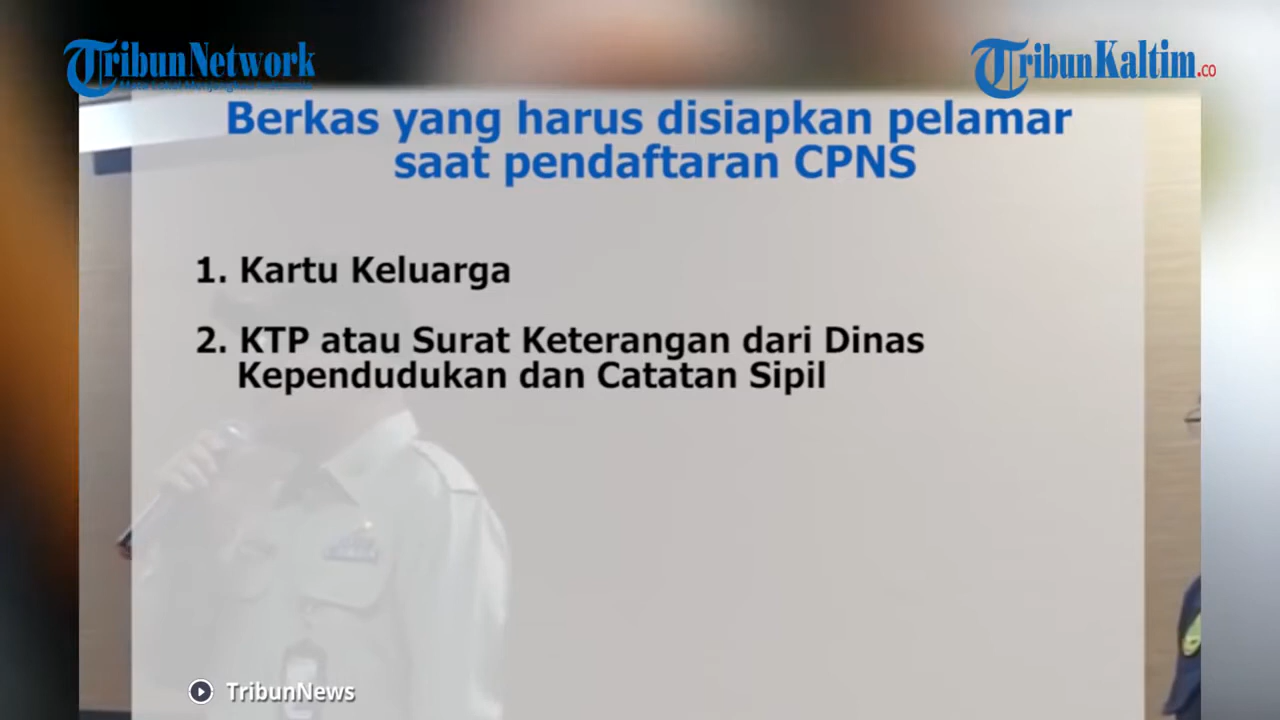 TribunNetwork
TribunKaltim.co
Berkas yang harus disiapkan pelamar
saat pendaftaran CPNS
1. Kartu Keluarga
2. KTP atau Surat Keterangan dari Dinas
Kependudukan dan Catatan Sipil
TribunNews